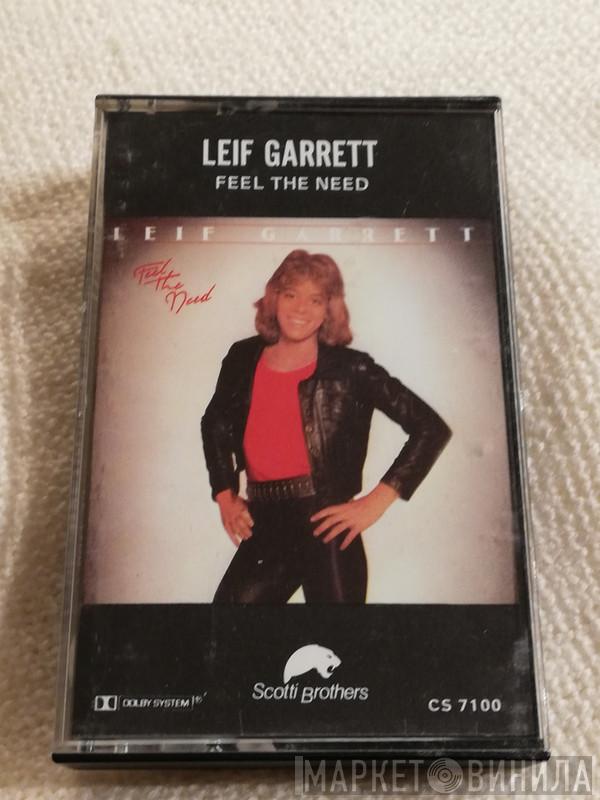 LEIF GARRETT
FEEL THE NEED
LEIF GARRETT
Feel
The
Need
Scotti Brothers
DOLBY SYSTEM ®
CS 7100
МАРКЕТ ВИНИЛА